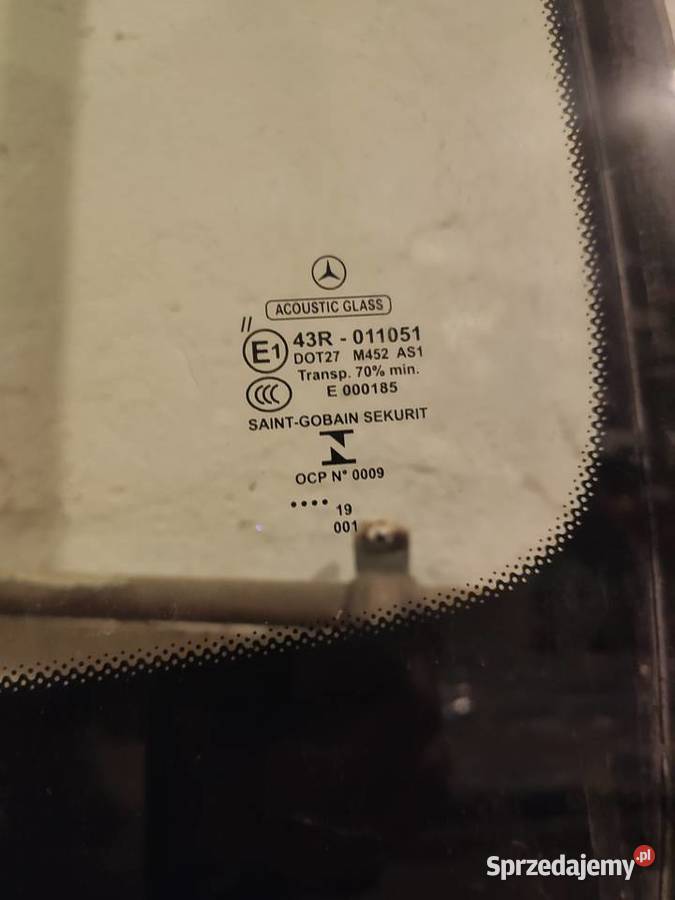 ACOUSTIC GLASS
//
E1 43R - 011051
DOT27 M452 AS1
Transp. 70% min.
CCC E 000185
SAINT-GOBAIN SEKURIT
OCP N° 0009
•••• 19
001
Sprzedajemy.pl